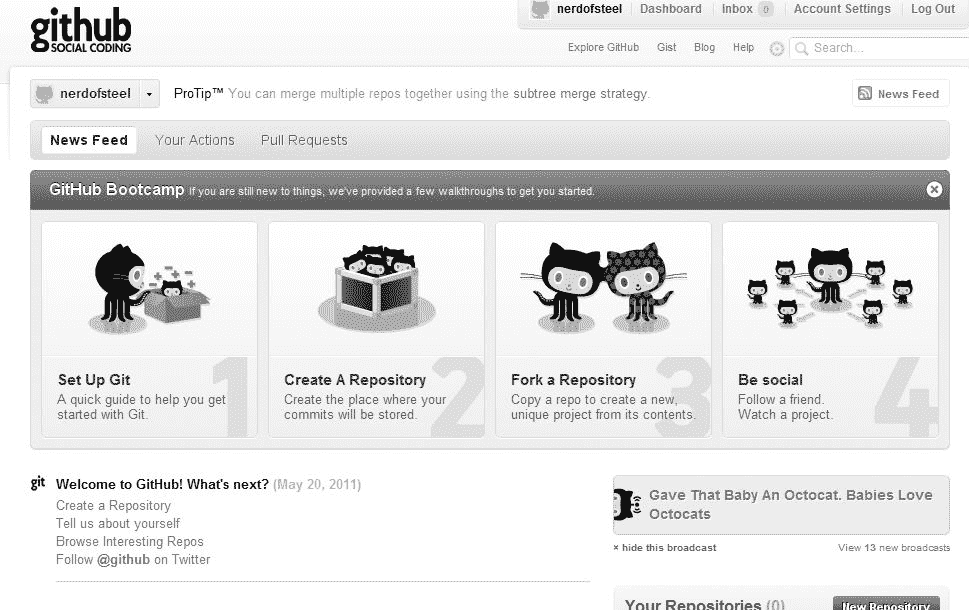 github
SOCIAL CODING
nerdofsteel Dashboard Inbox 0 Account Settings Log Out
Explore GitHub Gist Blog Help Search...
nerdofsteel ProTip™ You can merge multiple repos together using the subtree merge strategy. News Feed
News Feed Your Actions Pull Requests
GitHub Bootcamp If you are still new to things, we've provided a few walkthroughs to get you started.
1
Set Up Git
A quick guide to help you get
started with Git.
2
Create A Repository
Create the place where your
commits will be stored.
3
Fork a Repository
Copy a repo to create a new,
unique project from its contents.
4
Be social
Follow a friend.
Watch a project.
git Welcome to GitHub! What's next? (May 20, 2011)
Create a Repository
Tell us about yourself
Browse Interesting Repos
Follow @github on Twitter
Gave That Baby An Octocat. Babies Love
Octocats
× hide this broadcast View 13 new broadcasts
Your Repositories (0) New Repository